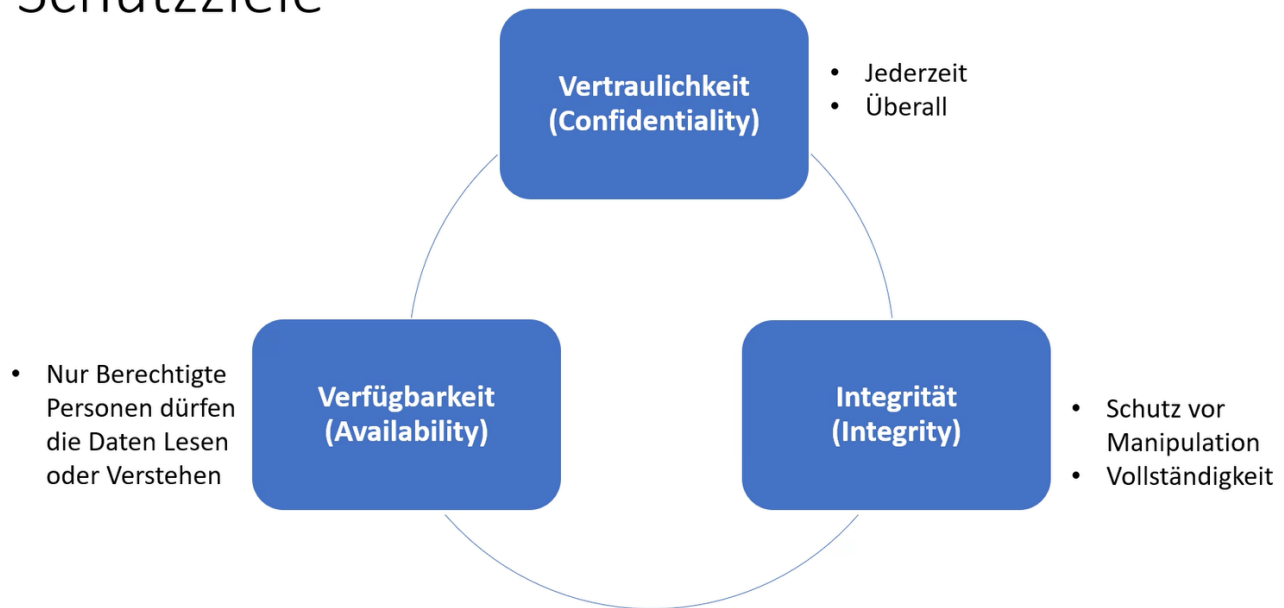 Schutzziele
Vertraulichkeit
(Confidentiality)
• Jederzeit
• Überall
• Nur Berechtigte
Personen dürfen
die Daten Lesen
oder Verstehen
Verfügbarkeit
(Availability)
Integrität
(Integrity)
• Schutz vor
Manipulation
• Vollständigkeit